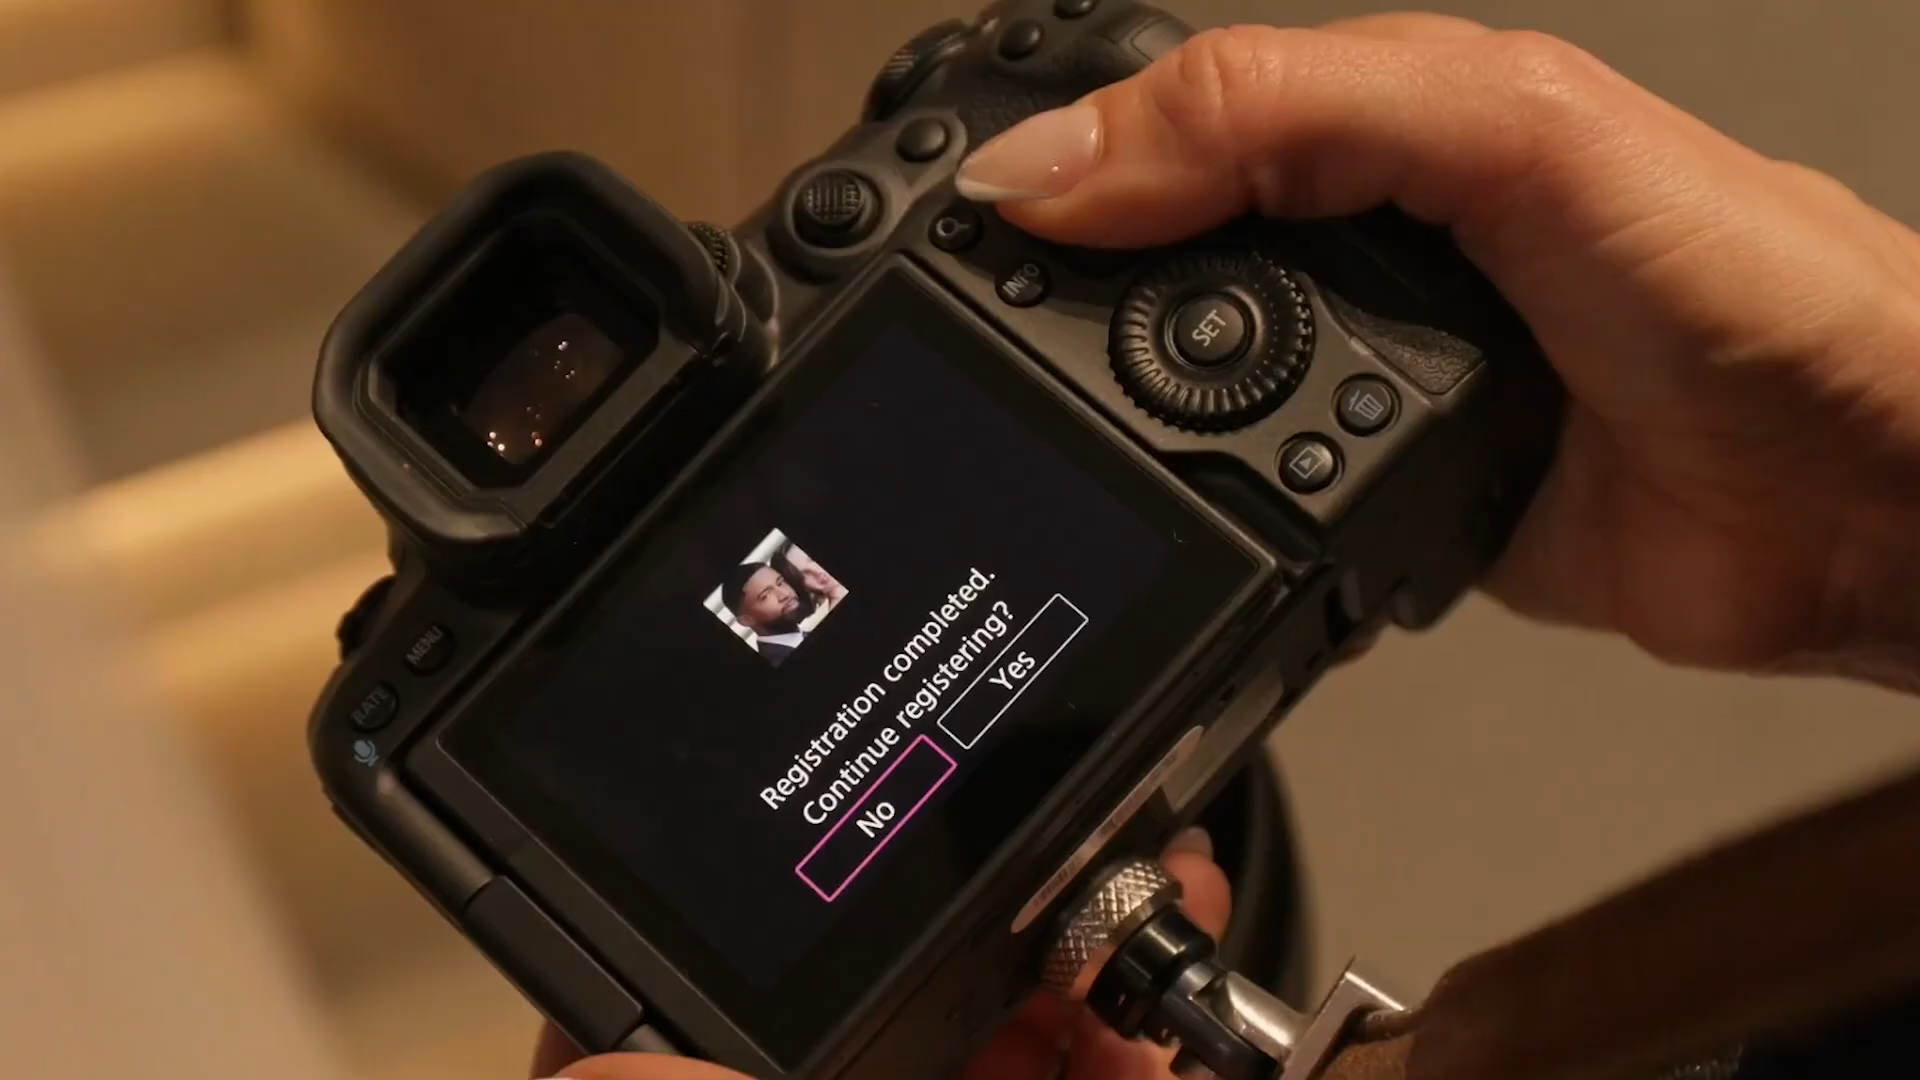 INFO
SET
MENU
RATE
Registration completed.
Continue registering?
No
Yes